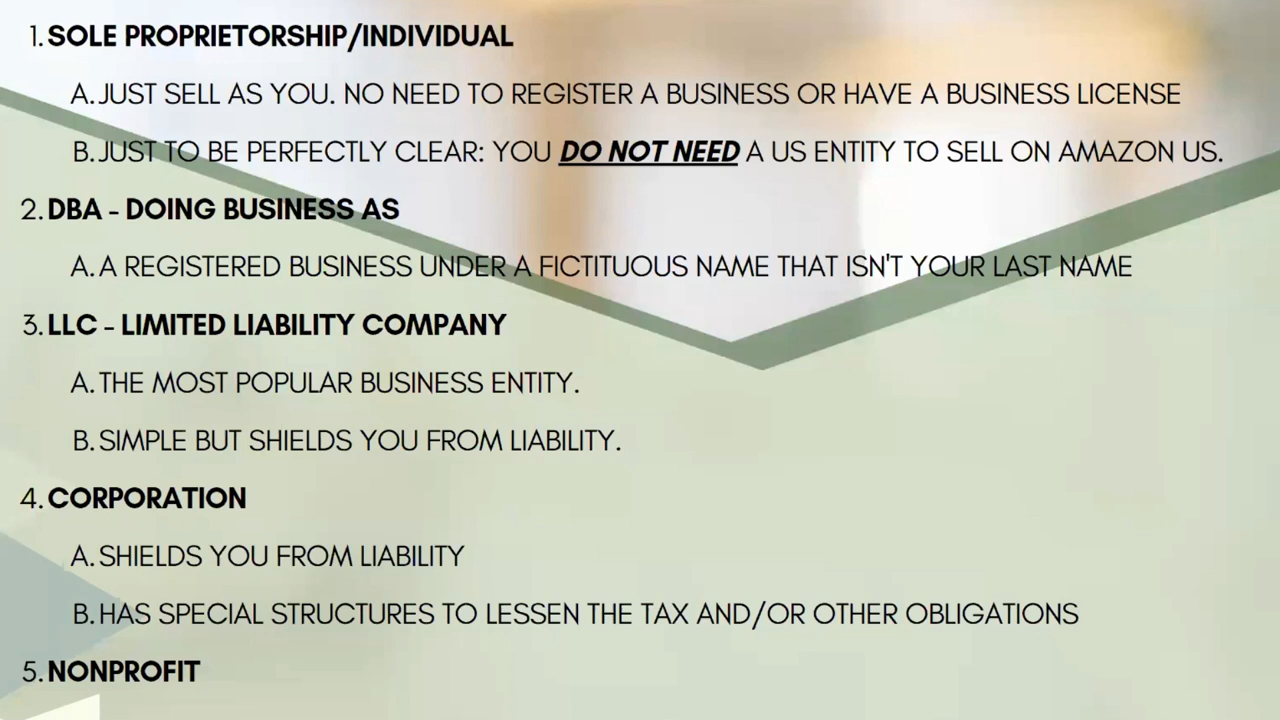 1. SOLE PROPRIETORSHIP/INDIVIDUAL
A. JUST SELL AS YOU. NO NEED TO REGISTER A BUSINESS OR HAVE A BUSINESS LICENSE
B. JUST TO BE PERFECTLY CLEAR: YOU DO NOT NEED A US ENTITY TO SELL ON AMAZON US.
2. DBA - DOING BUSINESS AS
A. A REGISTERED BUSINESS UNDER A FICTITUOUS NAME THAT ISN'T YOUR LAST NAME
3. LLC - LIMITED LIABILITY COMPANY
A. THE MOST POPULAR BUSINESS ENTITY.
B. SIMPLE BUT SHIELDS YOU FROM LIABILITY.
4. CORPORATION
A. SHIELDS YOU FROM LIABILITY
B. HAS SPECIAL STRUCTURES TO LESSEN THE TAX AND/OR OTHER OBLIGATIONS
5. NONPROFIT